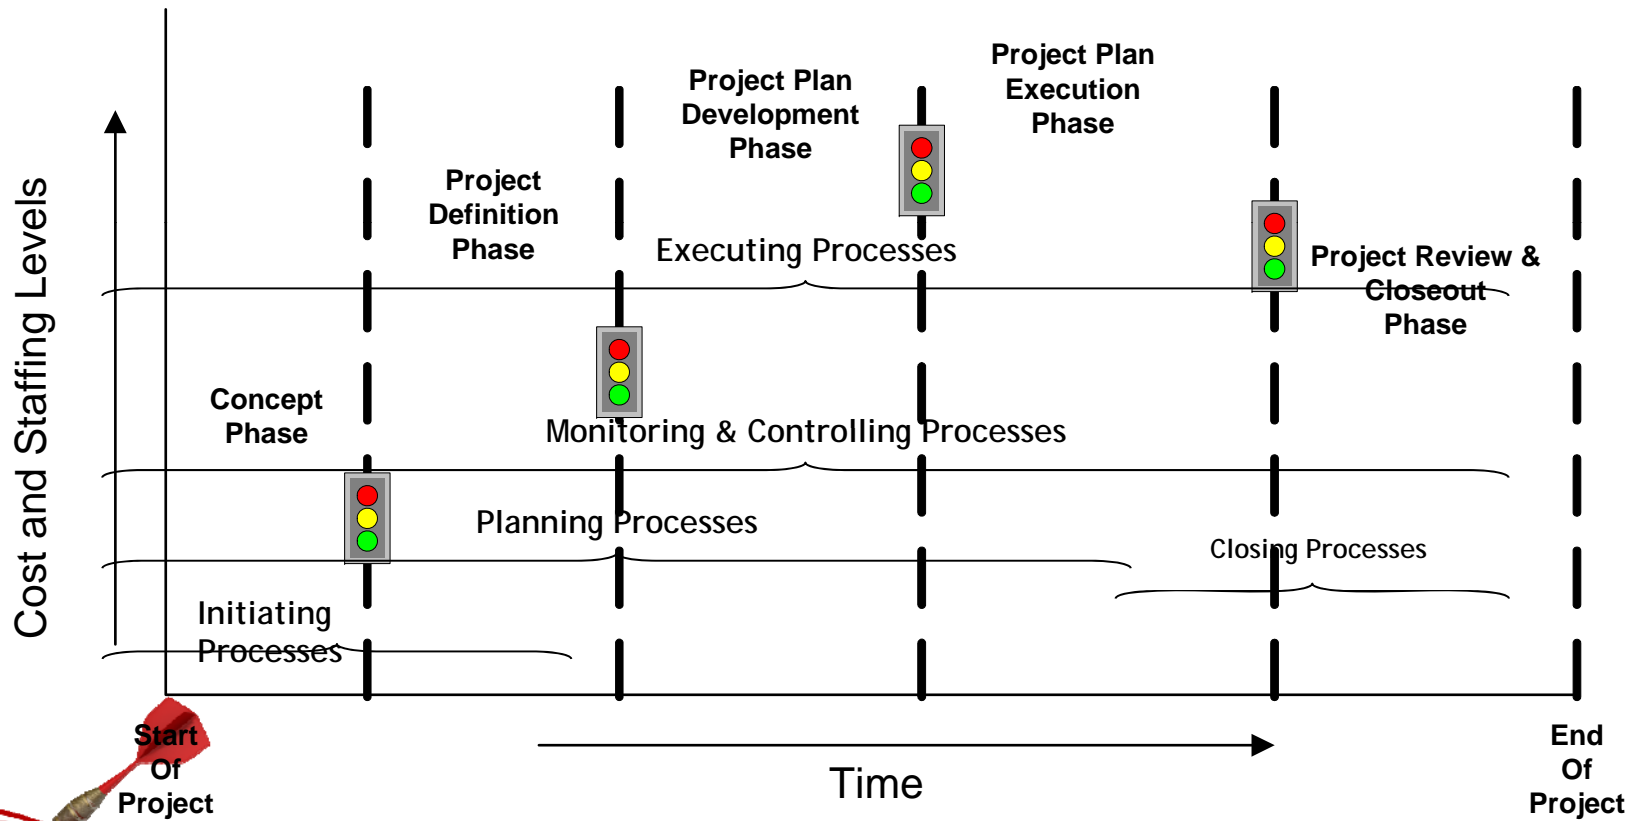 Project Plan
Execution
Phase
Project Plan
Development
Phase
Project
Definition
Phase
Executing Processes
Project Review &
Closeout
Phase
Concept
Phase
Monitoring & Controlling Processes
Planning Processes
Closing Processes
Initiating
Processes
Cost and Staffing Levels
Start
Of
Project
Time
End
Of
Project